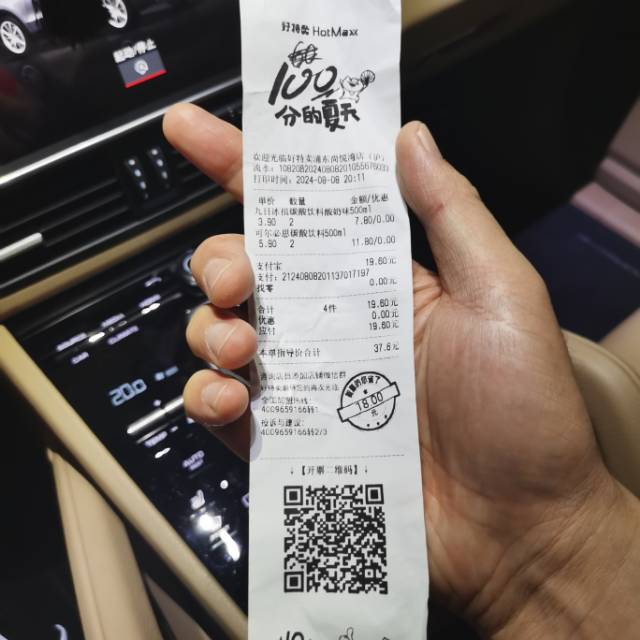 好特卖 HotMaxx
100
分的夏天
欢迎光临好特卖浦东尚悦湾店（沪）
打印时间：2024-08-08 20:11
单价 数量 金额/优惠
九日冰福碳酸饮料酸奶味500ml
3.90 2 7.80/0.00
可尔必思碳酸饮料500ml
5.90 2 11.80/0.00
支付宝 19.60元
支付：2124080820113701719​7
找零 0.00元
合计 4件 19.60元
优惠 0.00元
应付 19.60元
本单指导价合计 37.6元
18.00
元
全国加盟热线：
4009659166转1
投诉与建议：
4009659166转2/3
↓【开票二维码】↓
20.0
AUTO